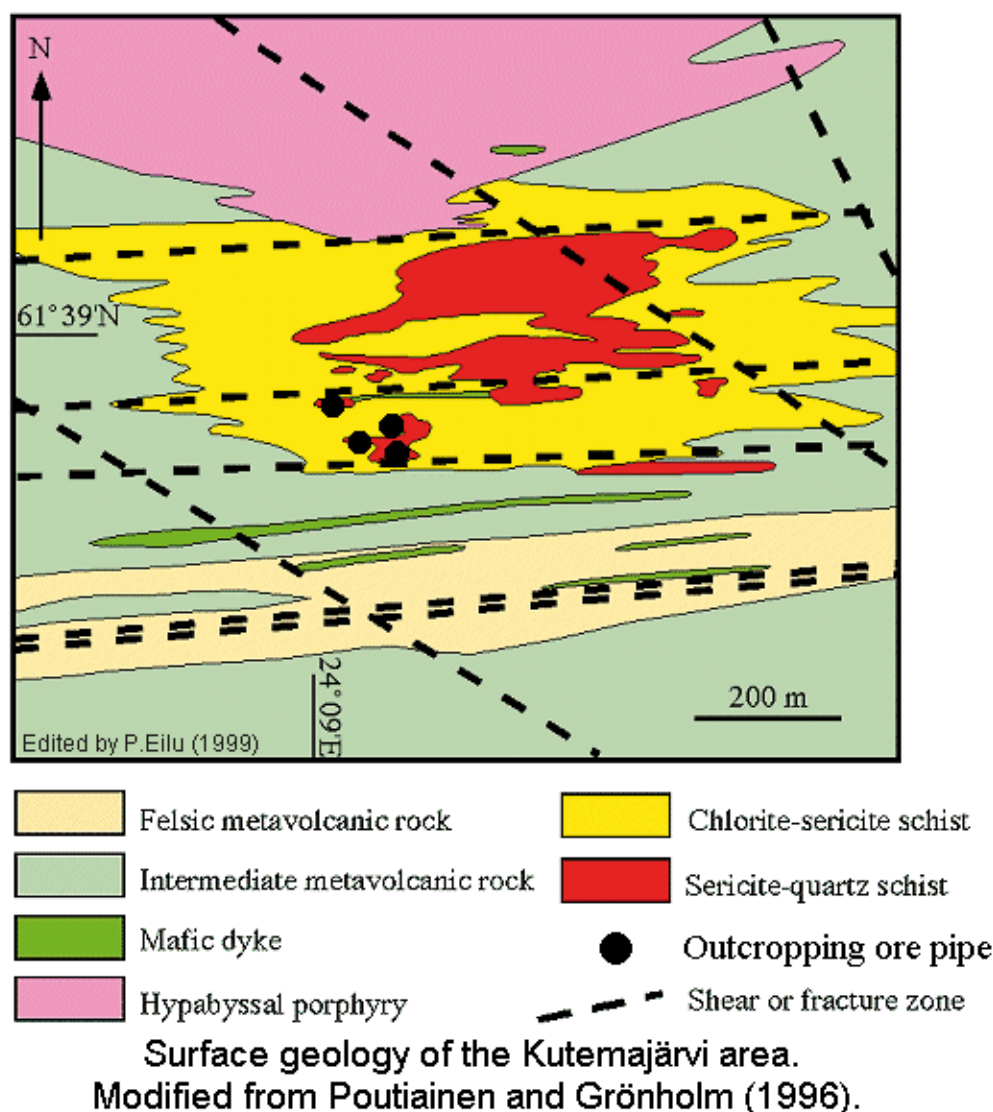 N
61°39'N
24°09'E
200 m
Edited by P.Eilu (1999)
Felsic metavolcanic rock
Intermediate metavolcanic rock
Mafic dyke
Hypabyssal porphyry
Chlorite-sericite schist
Sericite-quartz schist
Outcropping ore pipe
Shear or fracture zone
Surface geology of the Kutemajärvi area.
Modified from Poutiainen and Grönholm (1996).